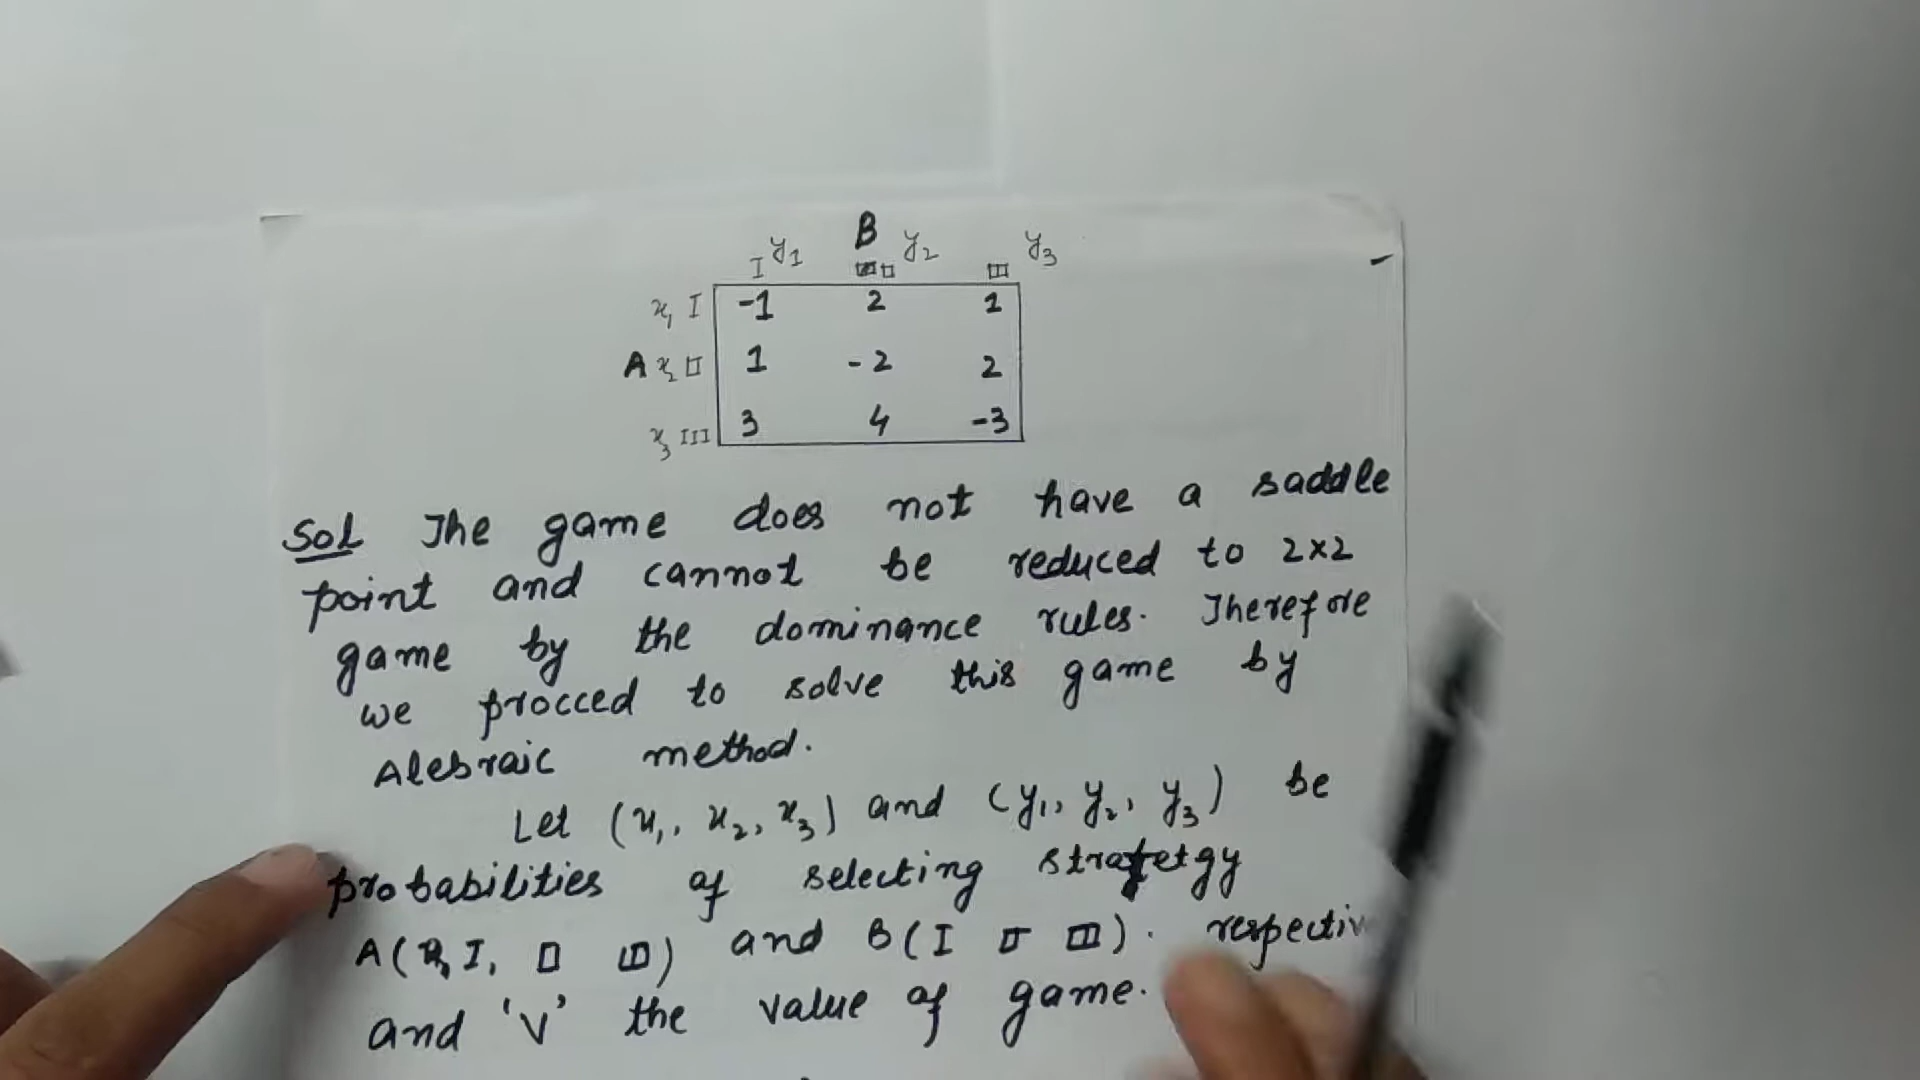 B
I y1 II y2 III y3
x1 I -1 2 1
A x2 II 1 -2 2
x3 III 3 4 -3
Sol The game does not have a saddle
point and cannot be reduced to 2x2
game by the dominance rules. Therefore
we procced to solve this game by
Alebraic method.
Let (x1, x2, x3) and (y1, y2, y3) be
probabilities of selecting stratetgy
A( I, II III) and B(I II III). respectiv
and 'V' the value of game.